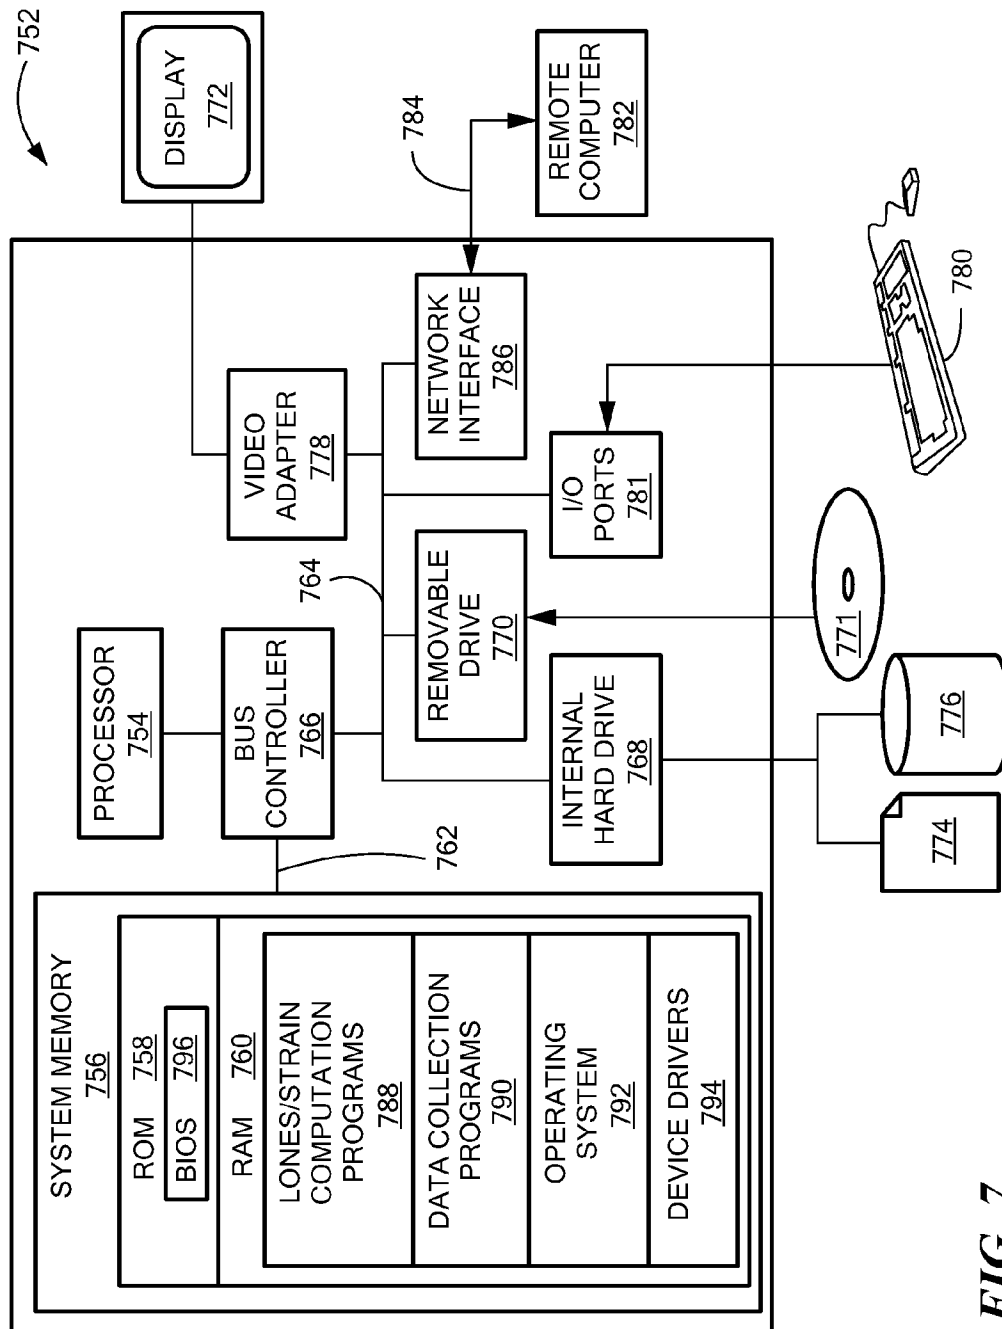 752
DISPLAY
772
784
REMOTE
COMPUTER
782
VIDEO
ADAPTER
778
NETWORK
INTERFACE
786
780
764
I/O
PORTS
781
PROCESSOR
754
BUS
CONTROLLER
766
REMOVABLE
DRIVE
770
771
762
INTERNAL
HARD DRIVE
768
776
774
SYSTEM MEMORY
756
ROM 758
BIOS 796
RAM 760
LONES/STRAIN
COMPUTATION
PROGRAMS
788
DATA COLLECTION
PROGRAMS
790
OPERATING
SYSTEM
792
DEVICE DRIVERS
794
FIG. 7